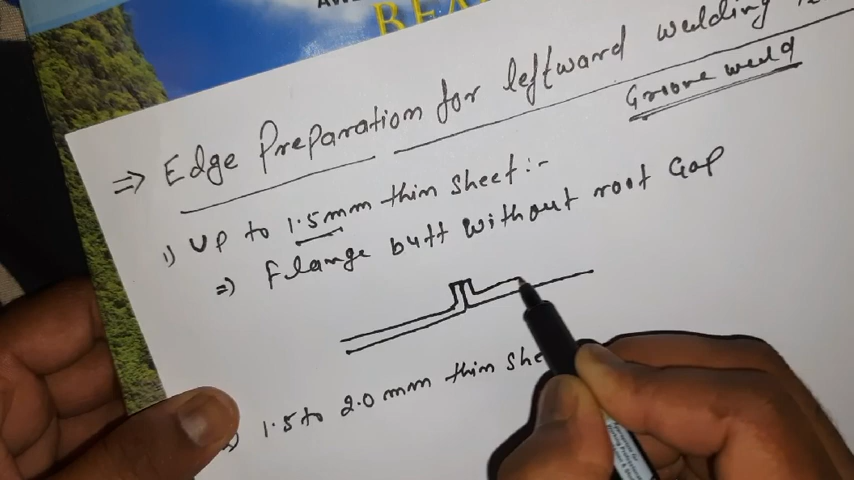 ⇒ Edge Preparation for leftward welding
Groove weld
1) UP to 1.5mm thin sheet:-
⇒) Flange butt without root Gap
1.5 to 2.0 mm thin She